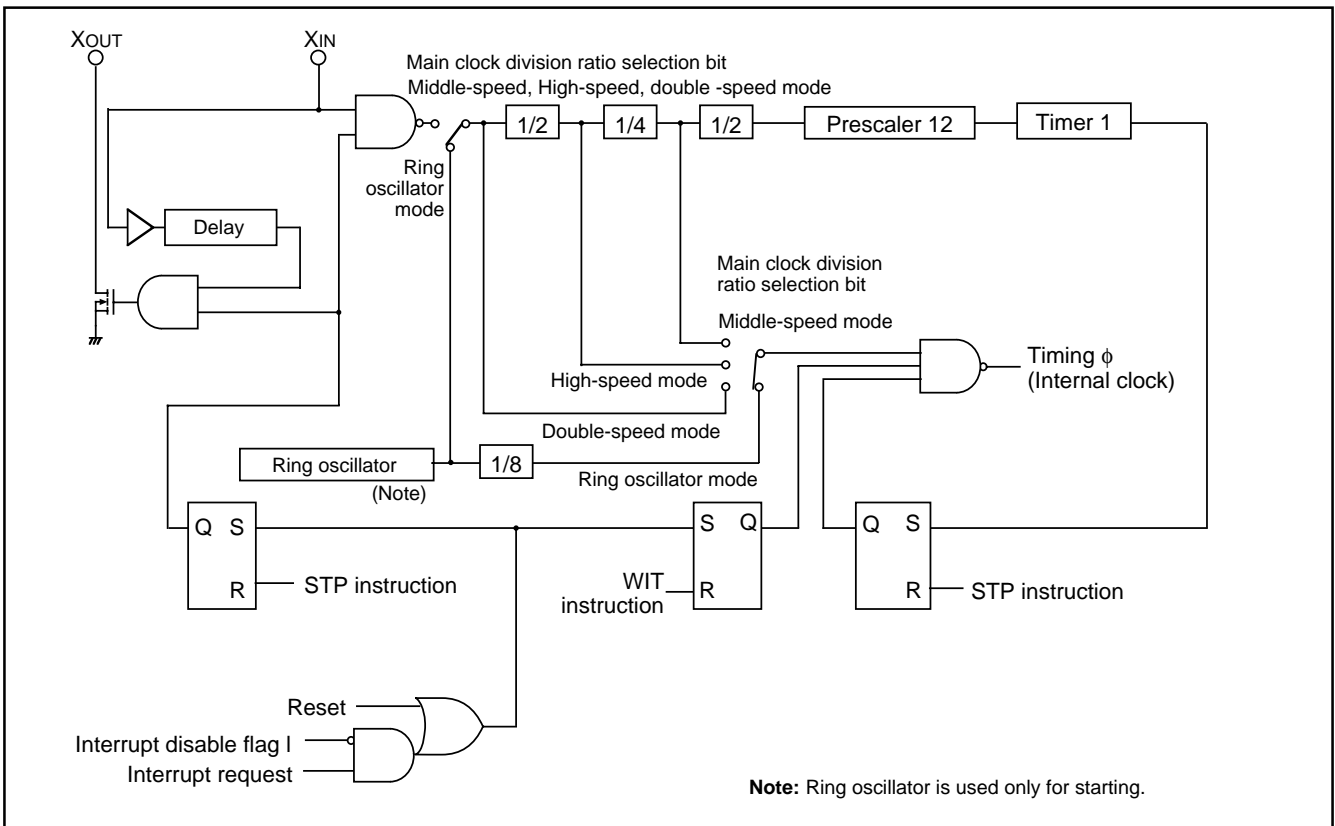 XOUT
XIN
Main clock division ratio selection bit
Middle-speed, High-speed, double -speed mode
1/2
1/4
1/2
Prescaler 12
Timer 1
Ring
oscillator
mode
Delay
Main clock division
ratio selection bit
Middle-speed mode
Timing ϕ
(Internal clock)
High-speed mode
Double-speed mode
Ring oscillator
(Note)
1/8
Ring oscillator mode
Q S
R
STP instruction
S Q
R
WIT
instruction
Q S
R
STP instruction
Reset
Interrupt disable flag l
Interrupt request
Note: Ring oscillator is used only for starting.